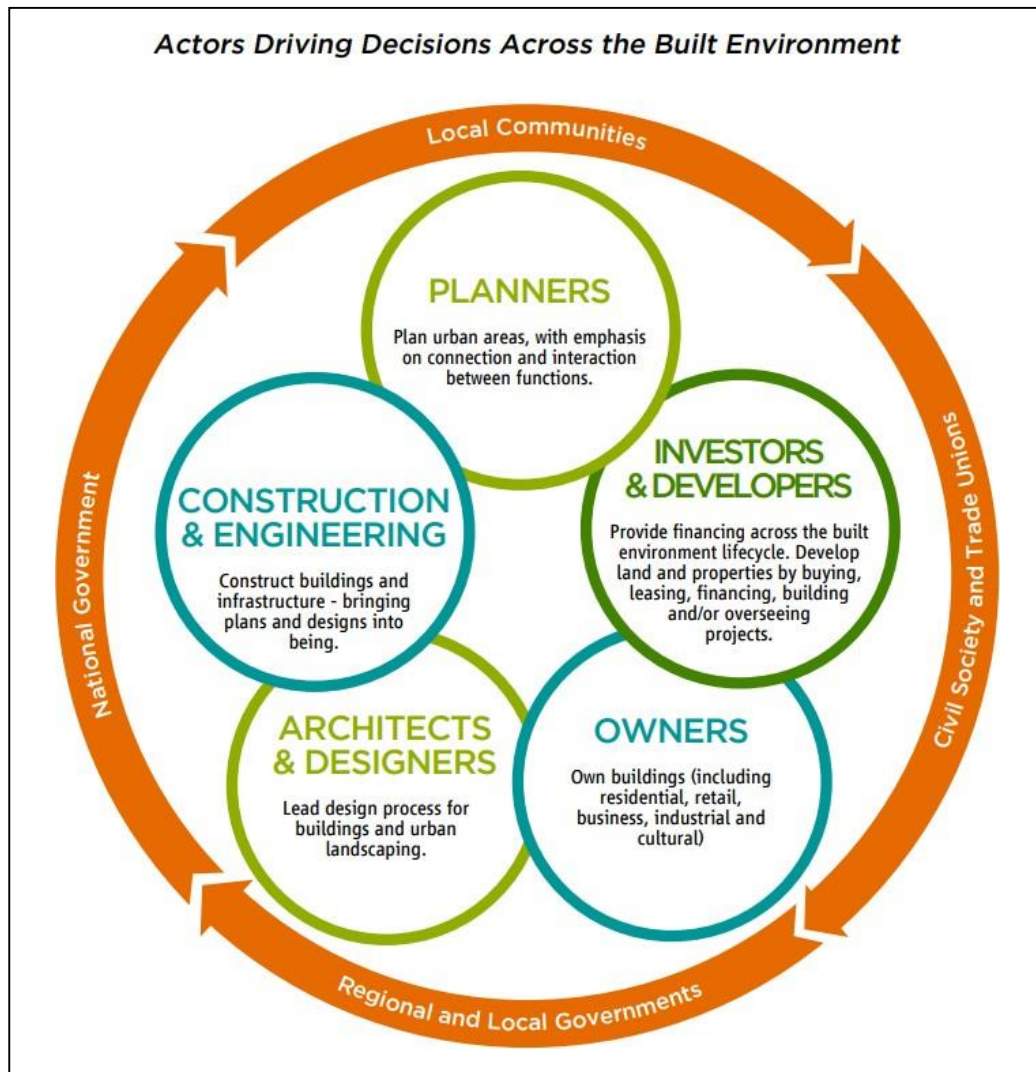 Actors Driving Decisions Across the Built Environment
Local Communities
PLANNERS
Plan urban areas, with emphasis
on connection and interaction
between functions.
INVESTORS
& DEVELOPERS
Provide financing across the built
environment lifecycle. Develop
land and properties by buying,
leasing, financing, building
and/or overseeing
projects.
CONSTRUCTION
& ENGINEERING
Construct buildings and
infrastructure - bringing
plans and designs into
being.
ARCHITECTS
& DESIGNERS
Lead design process for
buildings and urban
landscaping.
OWNERS
Own buildings (including
residential, retail,
business, industrial and
cultural)
Civil Society and Trade Unions
Regional and Local Governments
National Government